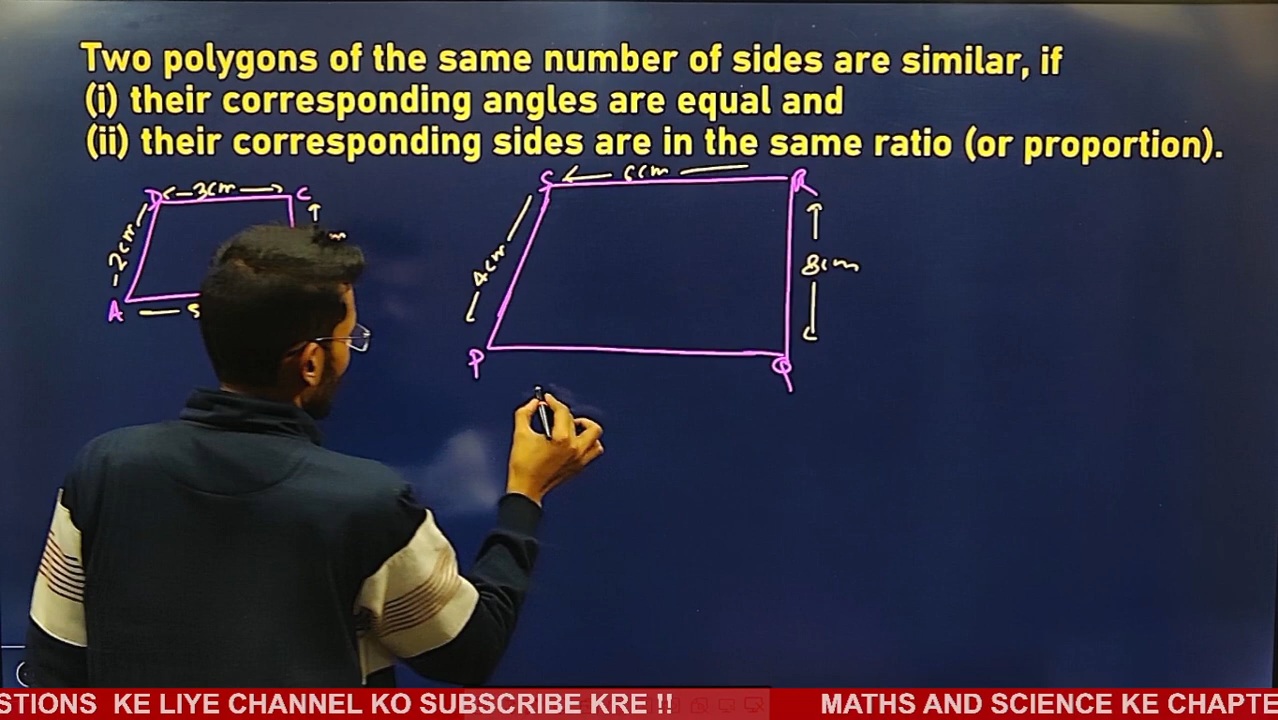 Two polygons of the same number of sides are similar, if
(i) their corresponding angles are equal and
(ii) their corresponding sides are in the same ratio (or proportion).
D 3cm C
2cm
A
S 6cm R
4cm
8cm
P Q
STIONS KE LIYE CHANNEL KO SUBSCRIBE KRE !! MATHS AND SCIENCE KE CHAPTE